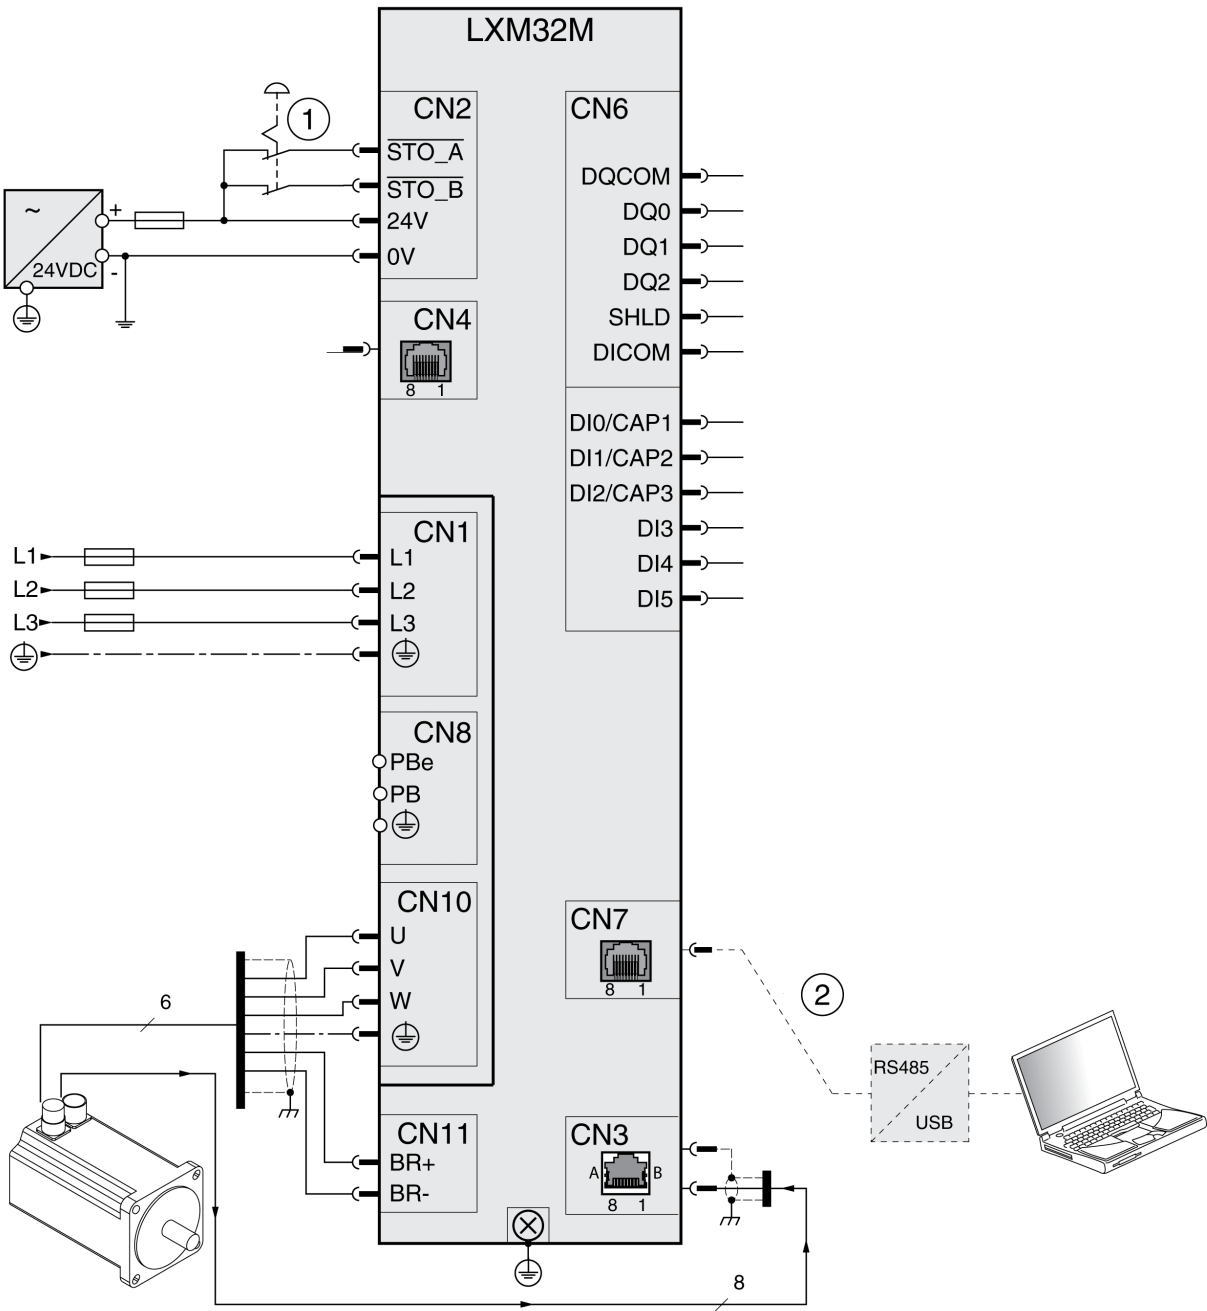 LXM32M
1
CN2
STO_A
STO_B
24V
0V
~
+
24VDC
-
CN4
8 1
CN6
DQCOM
DQ0
DQ1
DQ2
SHLD
DICOM
DI0/CAP1
DI1/CAP2
DI2/CAP3
DI3
DI4
DI5
L1
L2
L3
CN1
L1
L2
L3
CN8
PBe
PB
CN10
U
V
W
6
CN11
BR+
BR-
CN7
8 1
2
RS485
USB
CN3
A B
8 1
8